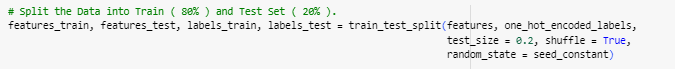 # Split the Data into Train ( 80% ) and Test Set ( 20% ).
features_train, features_test, labels_train, labels_test = train_test_split(features, one_hot_encoded_labels,
test_size = 0.2, shuffle = True,
random_state = seed_constant)